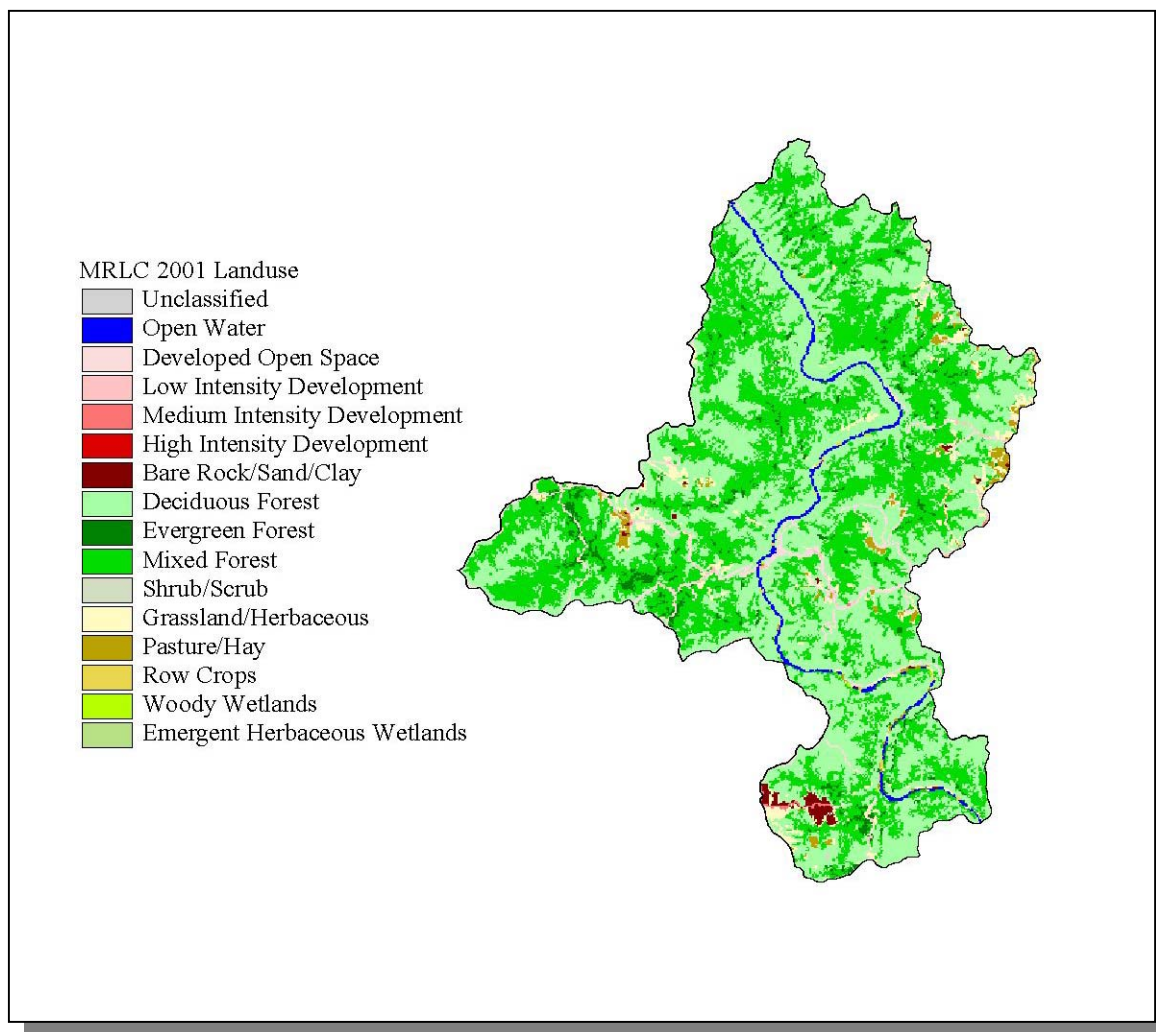 MRLC 2001 Landuse
Unclassified
Open Water
Developed Open Space
Low Intensity Development
Medium Intensity Development
High Intensity Development
Bare Rock/Sand/Clay
Deciduous Forest
Evergreen Forest
Mixed Forest
Shrub/Scrub
Grassland/Herbaceous
Pasture/Hay
Row Crops
Woody Wetlands
Emergent Herbaceous Wetlands